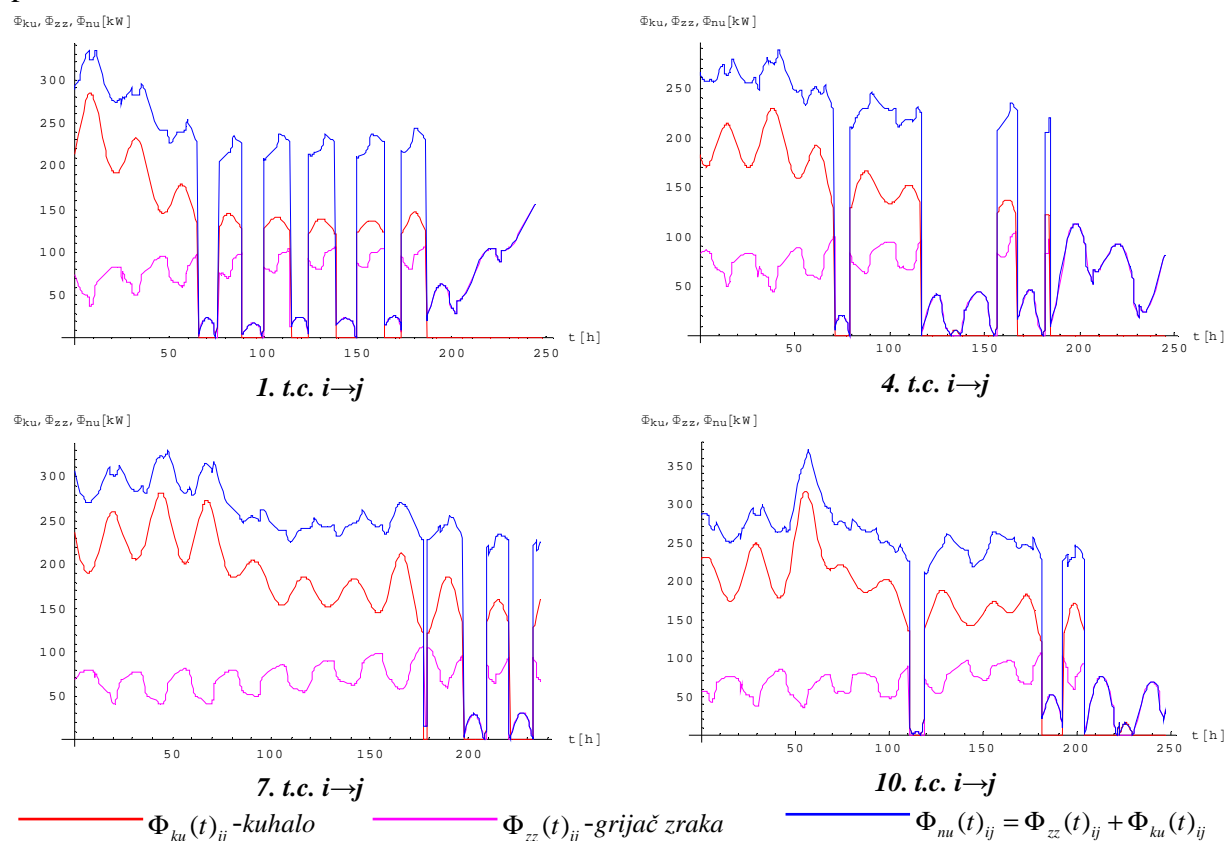 Φku, Φzz, Φnu[kW]
300
250
200
150
100
50
50
100
150
200
250
t[h]
1. t.c. i→j
Φku, Φzz, Φnu[kW]
250
200
150
100
50
50
100
150
200
250
t[h]
4. t.c. i→j
Φku, Φzz, Φnu[kW]
300
250
200
150
100
50
50
100
150
200
t[h]
7. t.c. i→j
Φku, Φzz, Φnu[kW]
350
300
250
200
150
100
50
50
100
150
200
250
t[h]
10. t.c. i→j
Φku(t)ij -kuhalo
Φzz(t)ij -grijač zraka
Φnu(t)ij = Φzz(t)ij + Φku(t)ij